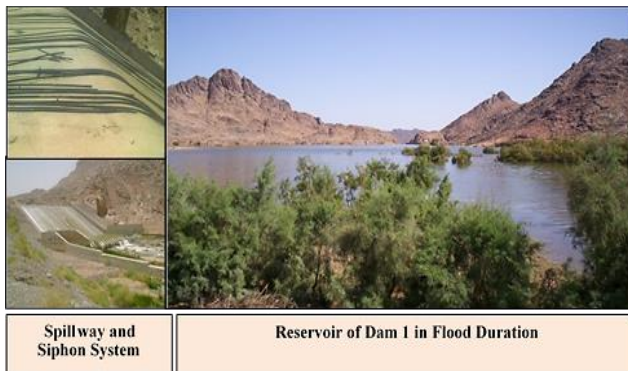 Spillway and
Siphon System
Reservoir of Dam 1 in Flood Duration